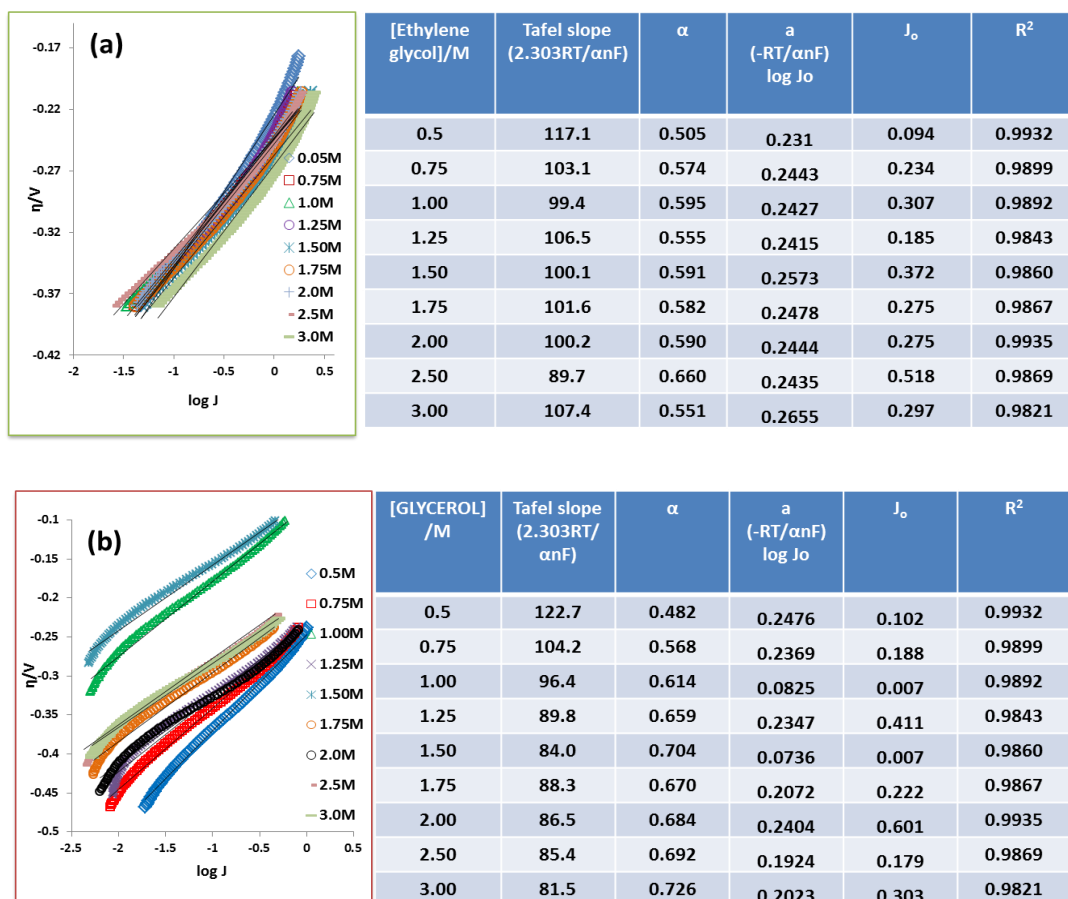 (a)
-0.17
-0.22
-0.27
-0.32
-0.37
-0.42
η/V
-2
-1.5
-1
-0.5
0
0.5
log J
0.05M
0.75M
1.0M
1.25M
1.50M
1.75M
2.0M
2.5M
3.0M
[Ethylene glycol]/M
Tafel slope (2.303RT/αnF)
α
a (-RT/αnF) log Jo
Jo
R2
0.5 117.1 0.505 0.231 0.094 0.9932
0.75 103.1 0.574 0.2443 0.234 0.9899
1.00 99.4 0.595 0.2427 0.307 0.9892
1.25 106.5 0.555 0.2415 0.185 0.9843
1.50 100.1 0.591 0.2573 0.372 0.9860
1.75 101.6 0.582 0.2478 0.275 0.9867
2.00 100.2 0.590 0.2444 0.275 0.9935
2.50 89.7 0.660 0.2435 0.518 0.9869
3.00 107.4 0.551 0.2655 0.297 0.9821
(b)
-0.1
-0.15
-0.2
-0.25
-0.3
-0.35
-0.4
-0.45
-0.5
η/V
-2.5
-2
-1.5
-1
-0.5
0
0.5
log J
0.5M
0.75M
1.00M
1.25M
1.50M
1.75M
2.0M
2.5M
3.0M
[GLYCEROL] /M
Tafel slope (2.303RT/ αnF)
α
a (-RT/αnF) log Jo
Jo
R2
0.5 122.7 0.482 0.2476 0.102 0.9932
0.75 104.2 0.568 0.2369 0.188 0.9899
1.00 96.4 0.614 0.0825 0.007 0.9892
1.25 89.8 0.659 0.2347 0.411 0.9843
1.50 84.0 0.704 0.0736 0.007 0.9860
1.75 88.3 0.670 0.2072 0.222 0.9867
2.00 86.5 0.684 0.2404 0.601 0.9935
2.50 85.4 0.692 0.1924 0.179 0.9869
3.00 81.5 0.726 0.2023 0.303 0.9821